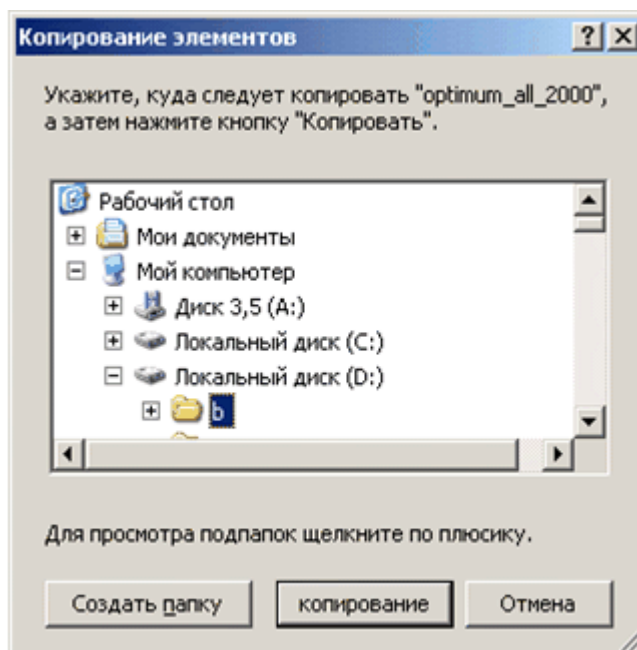 Копирование элементов
Укажите, куда следует копировать "optimum_all_2000",
а затем нажмите кнопку "Копировать".
Рабочий стол
Мои документы
Мой компьютер
Диск 3,5 (A:)
Локальный диск (C:)
Локальный диск (D:)
b
Для просмотра подпапок щелкните по плюсику.
Создать папку копирование Отмена